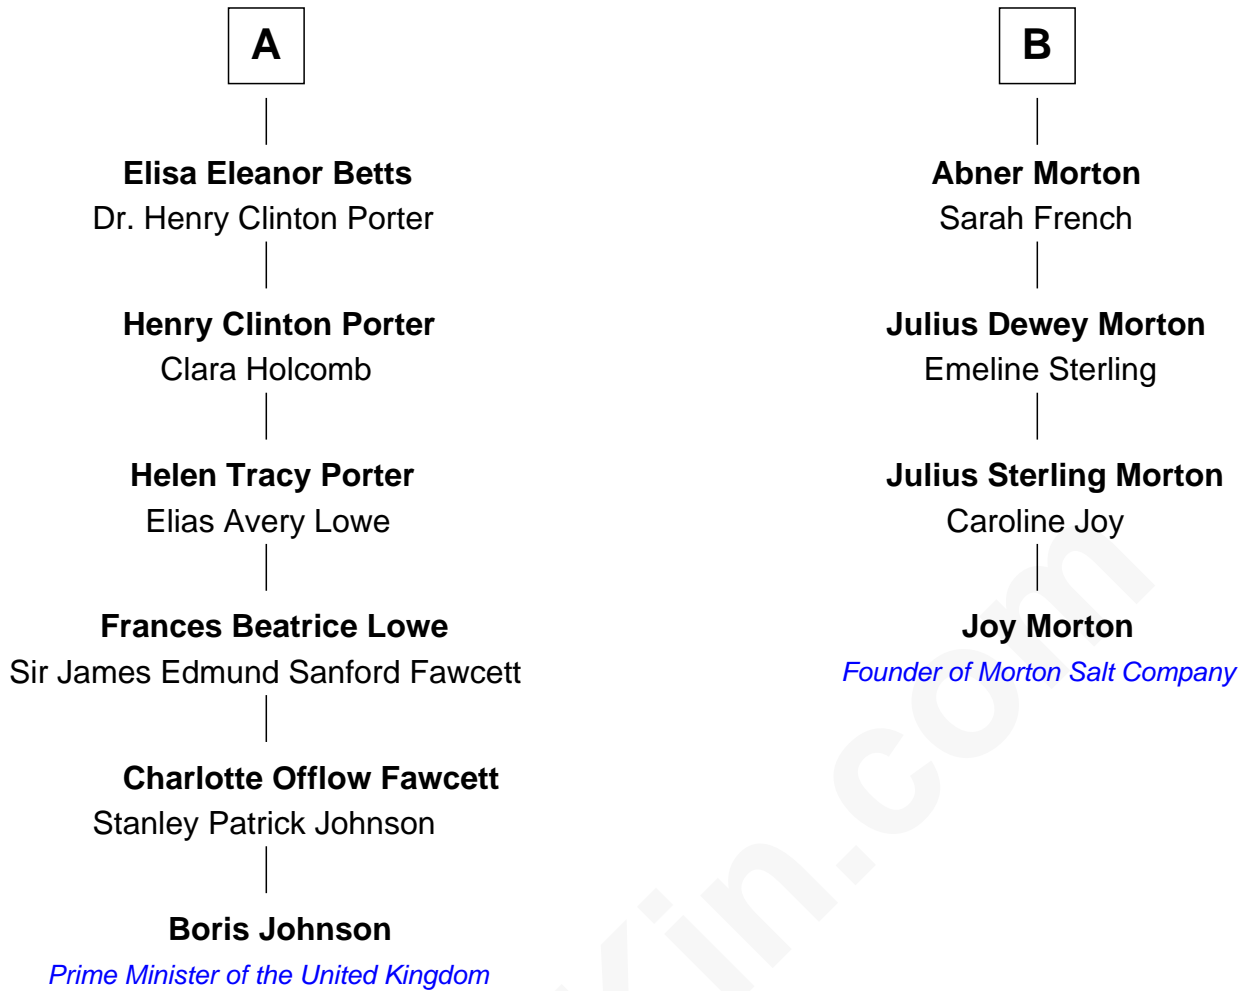 A
Elisa Eleanor Betts
Dr. Henry Clinton Porter
Henry Clinton Porter
Clara Holcomb
Helen Tracy Porter
Elias Avery Lowe
Frances Beatrice Lowe
Sir James Edmund Sanford Fawcett
Charlotte Offlow Fawcett
Stanley Patrick Johnson
Boris Johnson
Prime Minister of the United Kingdom
B
Abner Morton
Sarah French
Julius Dewey Morton
Emeline Sterling
Julius Sterling Morton
Caroline Joy
Joy Morton
Founder of Morton Salt Company
Kin.com